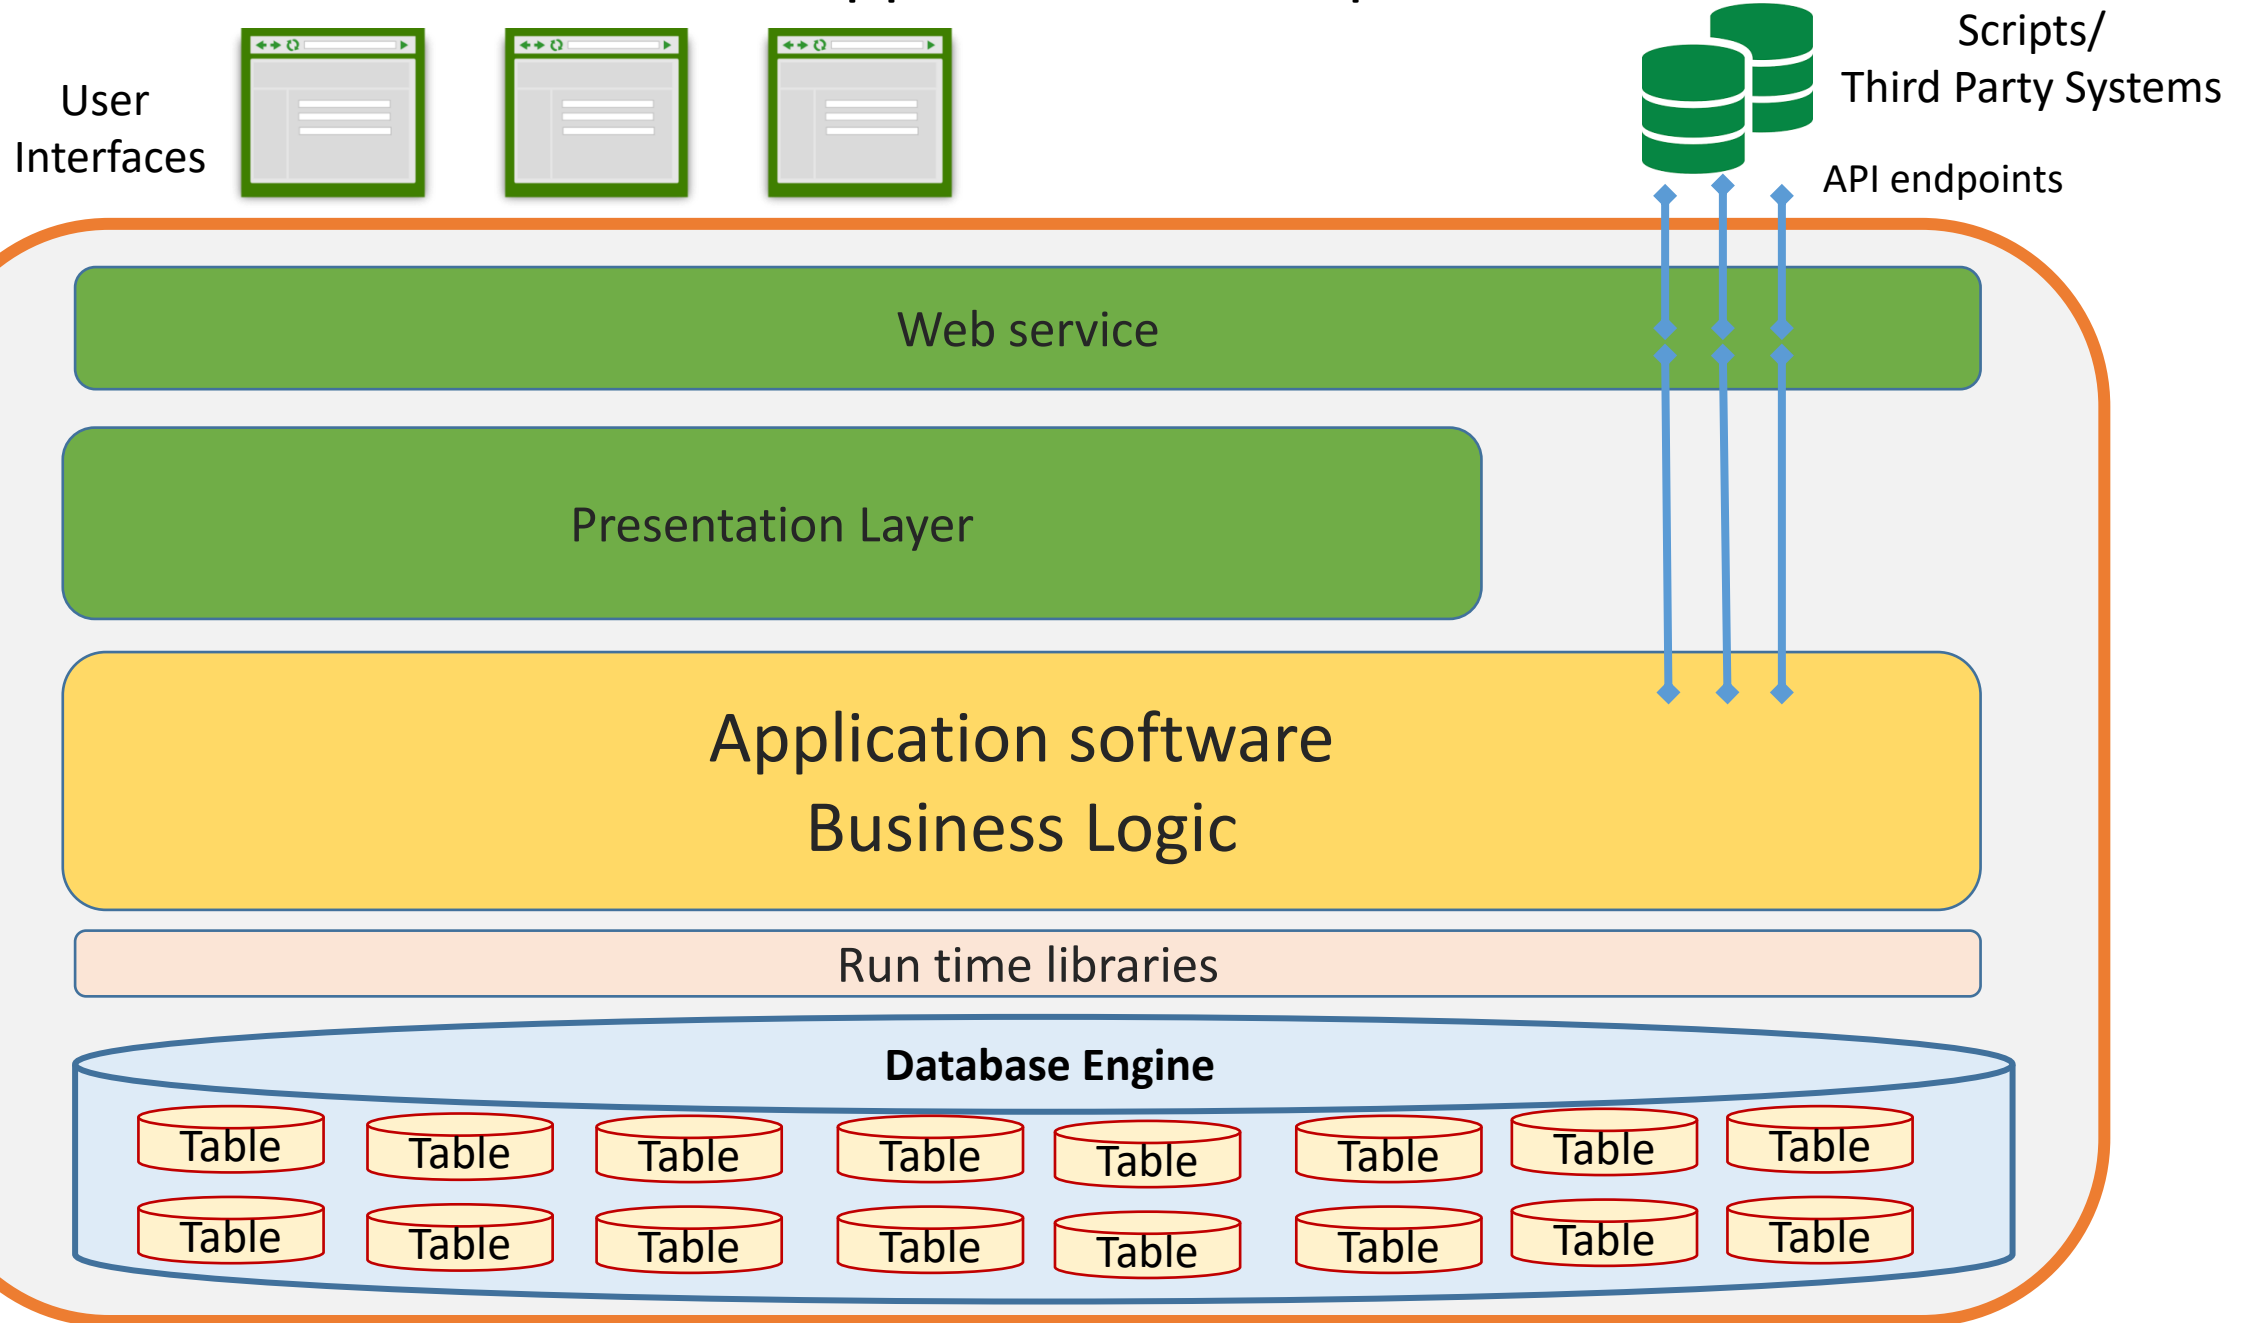 User
Interfaces
Scripts/
Third Party Systems
API endpoints
Web service
Presentation Layer
Application software
Business Logic
Run time libraries
Database Engine
Table Table Table Table Table Table Table Table
Table Table Table Table Table Table Table Table